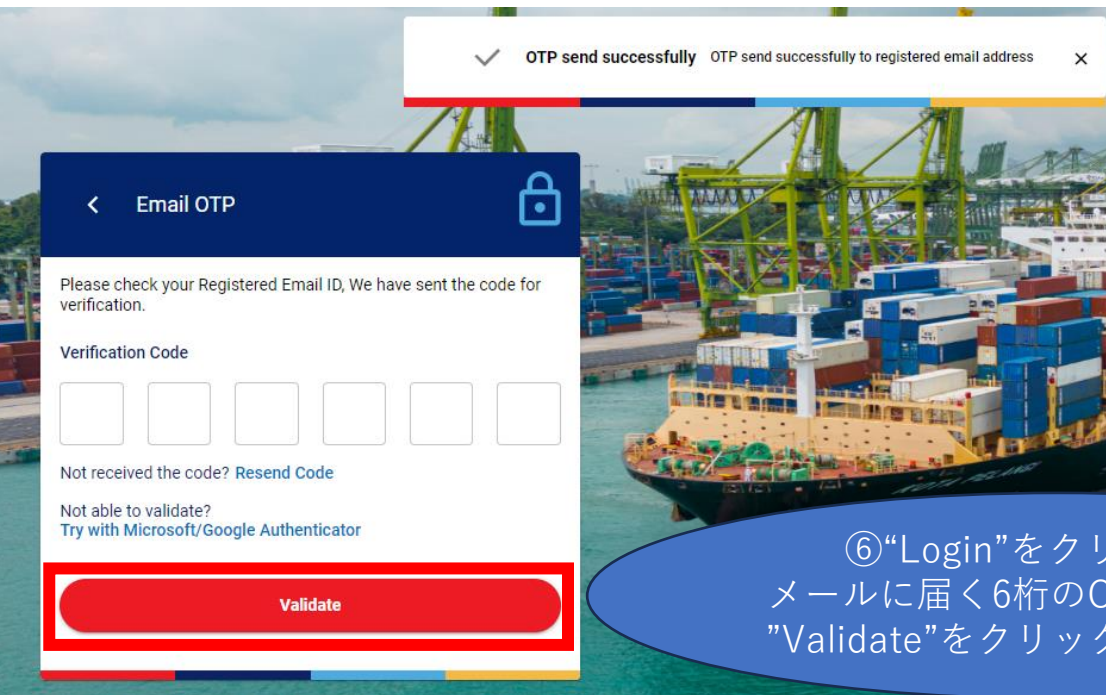 OTP send successfully OTP send successfully to registered email address
Email OTP
Please check your Registered Email ID, We have sent the code for
verification.
Verification Code
Not received the code? Resend Code
Not able to validate?
Try with Microsoft/Google Authenticator
Validate
KOTA PELANGI
⑥“Login”をクリ
メールに届く6桁のO
”Validate”をクリック